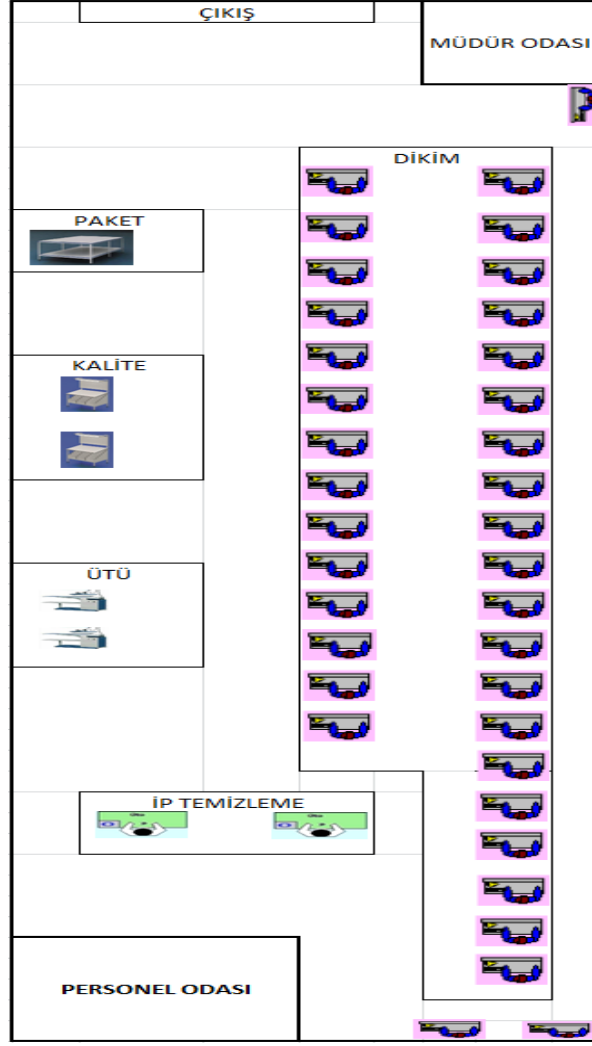 ÇIKIŞ
MÜDÜR ODASI
DİKİM
PAKET
KALİTE
ÜTÜ
İP TEMİZLEME
PERSONEL ODASI